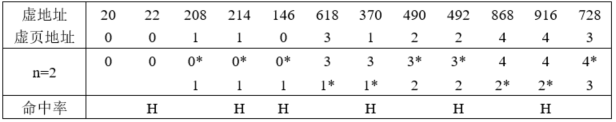 虚地址 20 22 208 214 146 618 370 490 492 868 916 728
虚页地址 0 0 1 1 0 3 1 2 2 4 4 3
n=2 0 0 0* 0* 0* 3 3 3* 3* 4 4 4*
1 1 1 1* 1* 2 2 2* 2* 3
命中率 H H H H H H